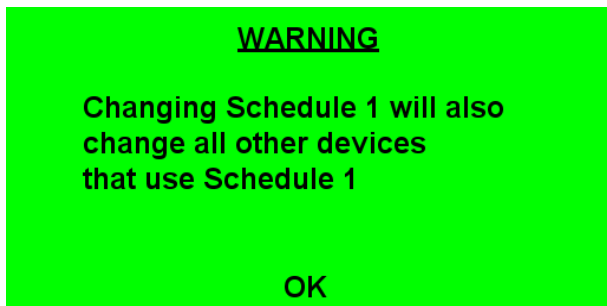 WARNING
Changing Schedule 1 will also
change all other devices
that use Schedule 1
OK